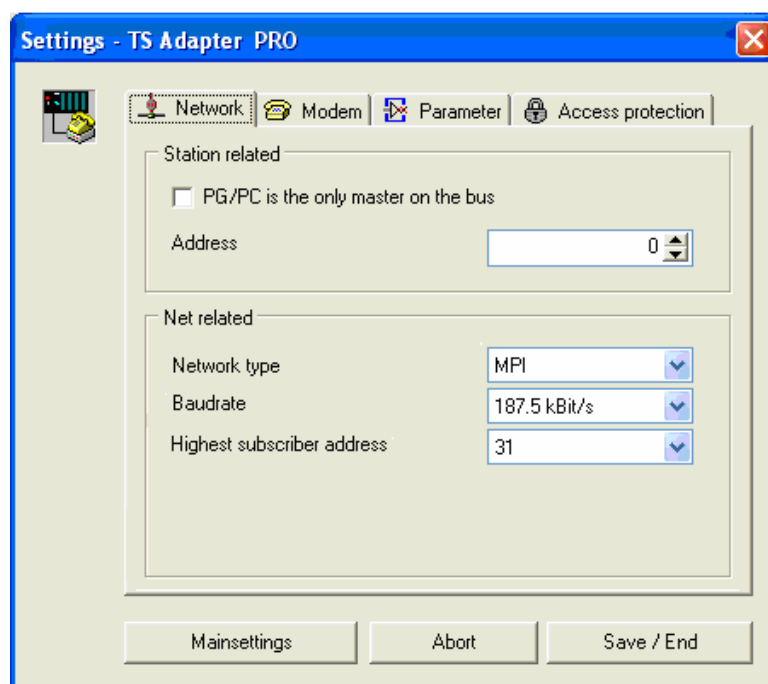 Settings - TS Adapter PRO
Network Modem Parameter Access protection
Station related
PG/PC is the only master on the bus
Address 0
Net related
Network type MPI
Baudrate 187.5 kBit/s
Highest subscriber address 31
Mainsettings Abort Save / End